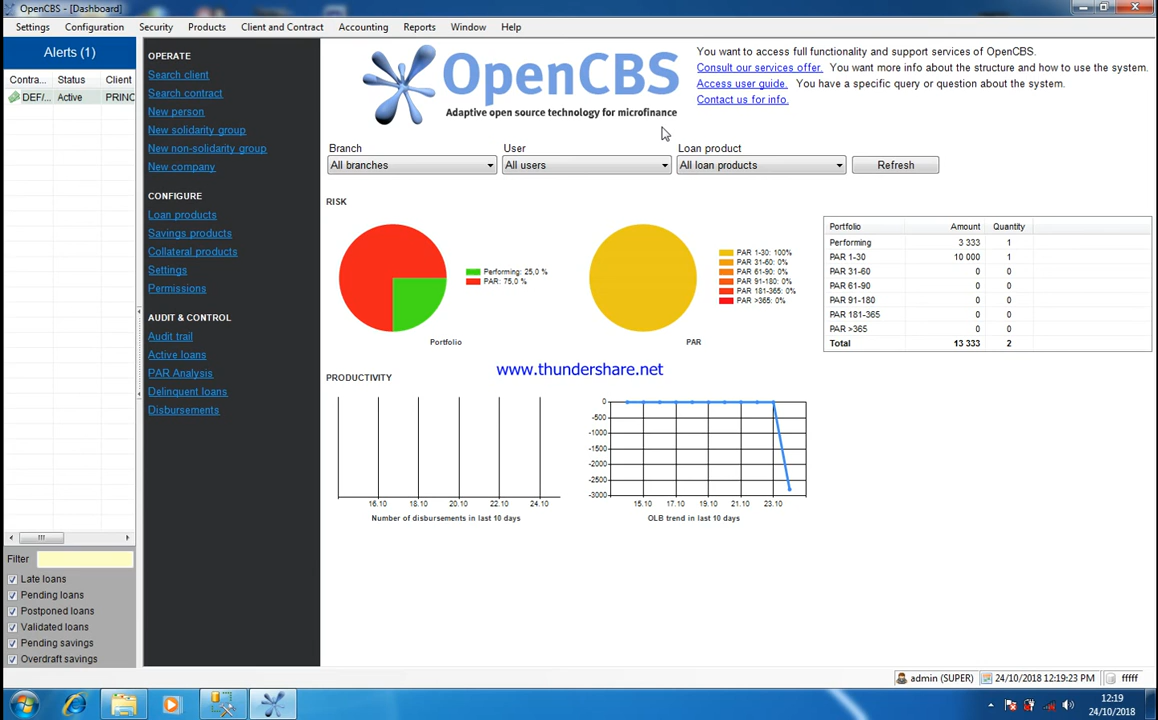 OpenCBS - [Dashboard]
Settings Configuration Security Products Client and Contract Accounting Reports Window Help
Alerts (1)
Contra... Status Client
DEF/... Active PRINC
OPERATE
Search client
Search contract
New person
New solidarity group
New non-solidarity group
New company
CONFIGURE
Loan products
Savings products
Collateral products
Settings
Permissions
AUDIT & CONTROL
Audit trail
Active loans
PAR Analysis
Delinquent loans
Disbursements
OpenCBS
Adaptive open source technology for microfinance
You want to access full functionality and support services of OpenCBS.
Consult our services offer. You want more info about the structure and how to use the system.
Access user guide. You have a specific query or question about the system.
Contact us for info.
Branch User Loan product
All branches All users All loan products Refresh
RISK
Performing: 25,0 %
PAR: 75,0 %
Portfolio
PAR 1-30: 100%
PAR 31-60: 0%
PAR 61-90: 0%
PAR 91-180: 0%
PAR 181-365: 0%
PAR >365: 0%
PAR
Portfolio Amount Quantity
Performing 3 333 1
PAR 1-30 10 000 1
PAR 31-60 0 0
PAR 61-90 0 0
PAR 91-180 0 0
PAR 181-365 0 0
PAR >365 0 0
Total 13 333 2
www.thundershare.net
PRODUCTIVITY
16.10 18.10 20.10 22.10 24.10
Number of disbursements in last 10 days
0
-500
-1000
-1500
-2000
-2500
-3000
15.10 17.10 19.10 21.10 23.10
OLB trend in last 10 days
Filter
Late loans
Pending loans
Postponed loans
Validated loans
Pending savings
Overdraft savings
admin (SUPER) 24/10/2018 12:19:23 PM fffff
12:19
24/10/2018